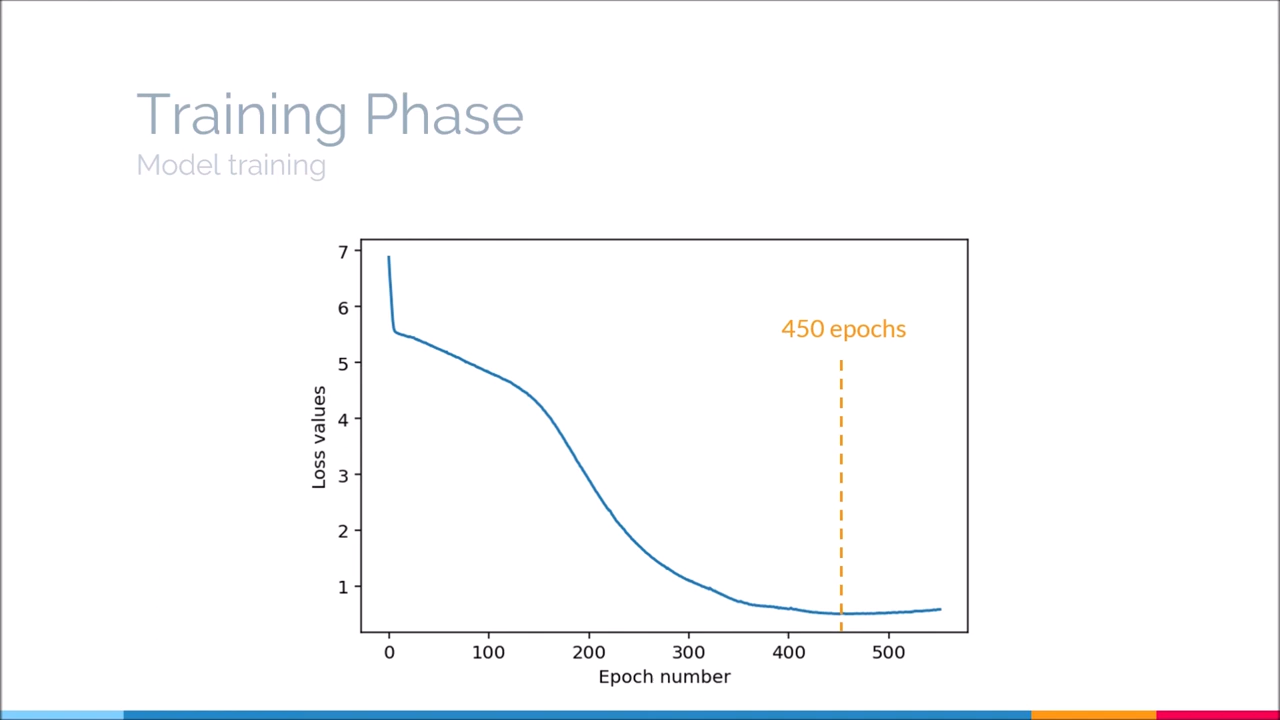 Training Phase
Model training
450 epochs
7
6
5
4
3
2
1
Loss values
0 100 200 300 400 500
Epoch number